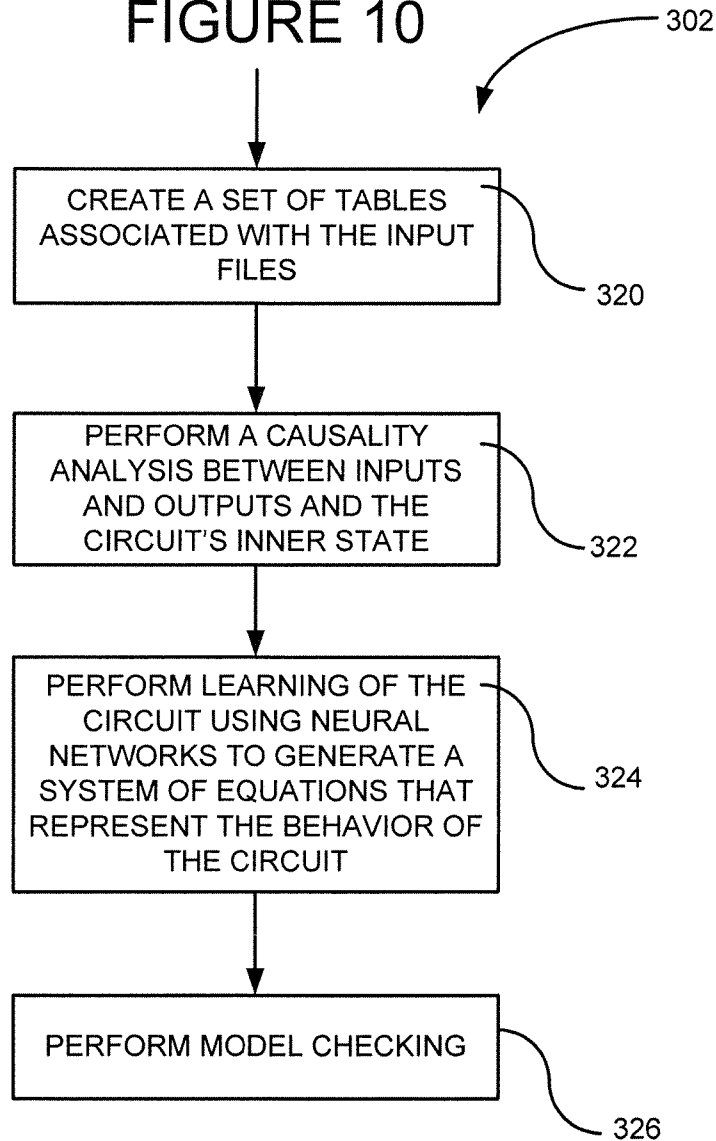 FIGURE 10
302
CREATE A SET OF TABLES
ASSOCIATED WITH THE INPUT
FILES
320
PERFORM A CAUSALITY
ANALYSIS BETWEEN INPUTS
AND OUTPUTS AND THE
CIRCUIT'S INNER STATE
322
PERFORM LEARNING OF THE
CIRCUIT USING NEURAL
NETWORKS TO GENERATE A
SYSTEM OF EQUATIONS THAT
REPRESENT THE BEHAVIOR OF
THE CIRCUIT
324
PERFORM MODEL CHECKING
326